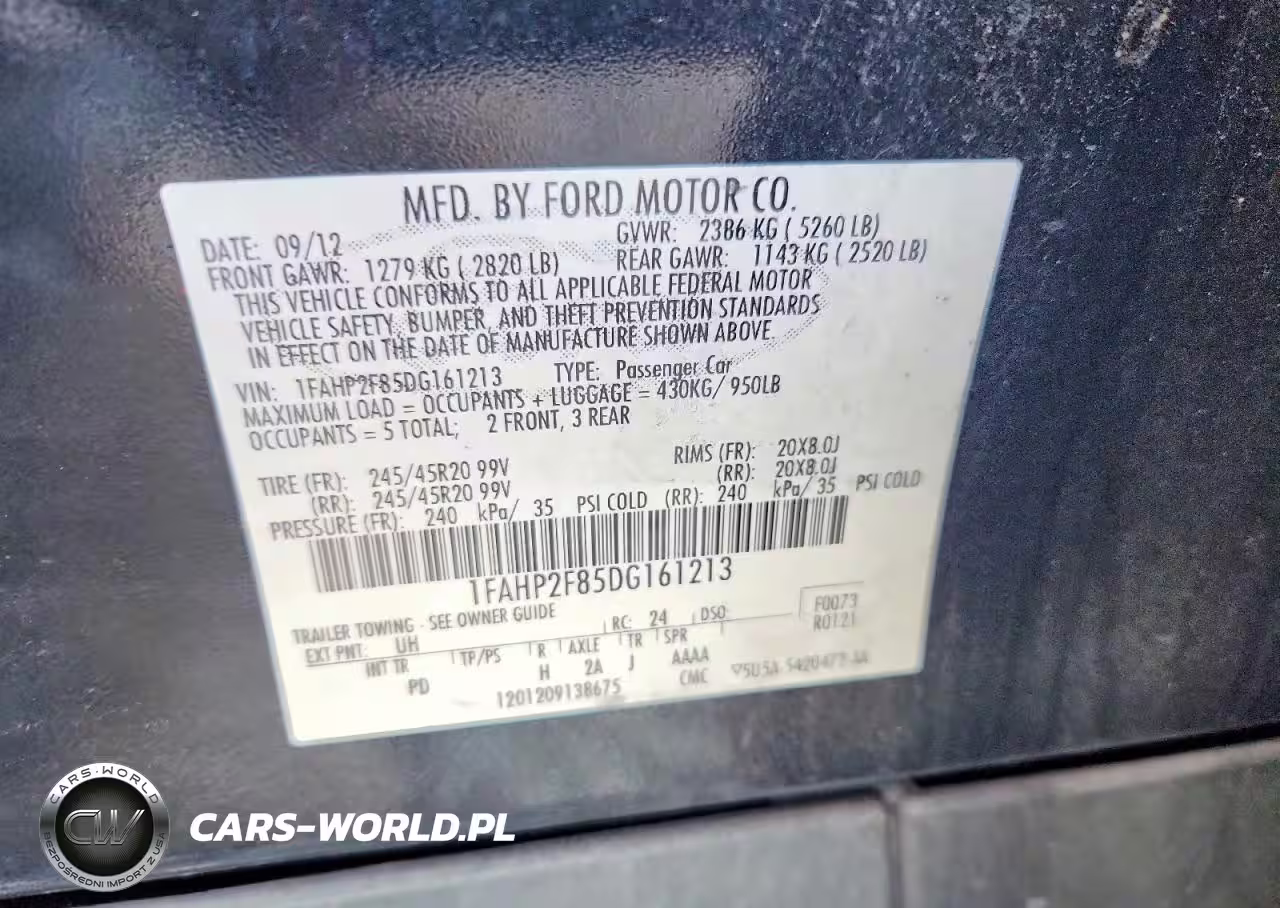 MFD. BY FORD MOTOR CO.
DATE: 09/12 GVWR: 2386 KG ( 5260 LB)
FRONT GAWR: 1279 KG ( 2820 LB) REAR GAWR: 1143 KG ( 2520 LB)
THIS VEHICLE CONFORMS TO ALL APPLICABLE FEDERAL MOTOR
VEHICLE SAFETY, BUMPER, AND THEFT PREVENTION STANDARDS
IN EFFECT ON THE DATE OF MANUFACTURE SHOWN ABOVE.
VIN: 1FAHP2F85DG161213 TYPE: Passenger Car
MAXIMUM LOAD = OCCUPANTS + LUGGAGE = 430KG/ 950LB
OCCUPANTS = 5 TOTAL; 2 FRONT, 3 REAR
TIRE (FR): 245/45R20 99V RIMS (FR): 20X8.0J
(RR): 245/45R20 99V (RR): 20X8.0J
PRESSURE (FR): 240 kPa/ 35 PSI COLD (RR): 240 kPa/ 35 PSI COLD
1FAHP2F85DG161213
TRAILER TOWING - SEE OWNER GUIDE
F0073
EXT PNT: UH RC: 24 DSO: R0121
INT TR TP/PS R AXLE TR SPR
PD H 2A J AAAA
1201209138675 CMC
CARS-WORLD
CW
BEZPOŚREDNI IMPORT Z USA
CARS-WORLD.PL